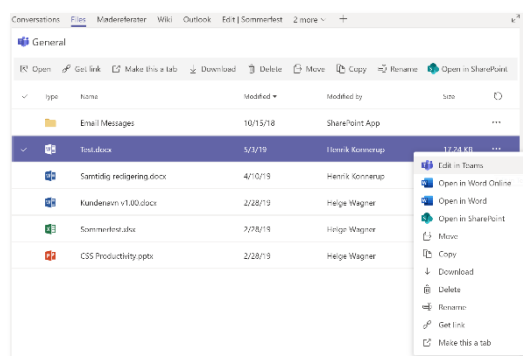 Conversations Files Mødereferater Wiki Outlook Edit | Sommerfest 2 more
General
Open Get link Make this a tab Download Delete Move Copy Rename Open in SharePoint
Type Name Modified Modified by Size
Email Messages 10/15/18 SharePoint App
Test.docx 5/3/19 Henrik Konnerup 17.24 KB
Samtidig redigering.docx 4/10/19 Henrik Konnerup
Kundenavn v1.00.docx 2/28/19 Helge Wagner
Sommerfest.xlsx 2/28/19 Helge Wagner
CSS Productivity.pptx 2/28/19 Helge Wagner
Edit in Teams
Open in Word Online
Open in Word
Open in SharePoint
Move
Copy
Download
Delete
Rename
Get link
Make this a tab